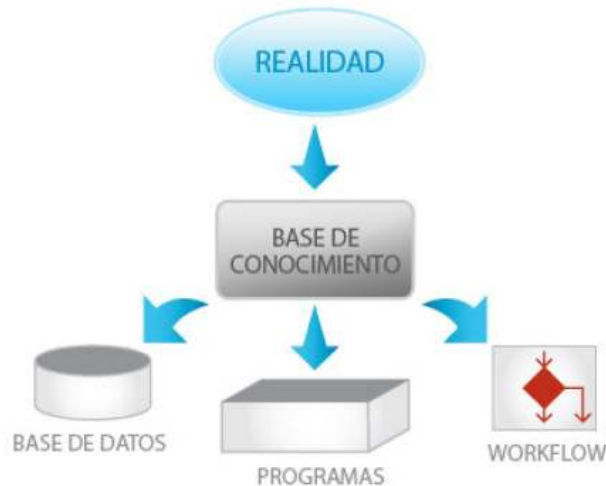 REALIDAD
BASE DE
CONOCIMIENTO
BASE DE DATOS
PROGRAMAS
WORKFLOW